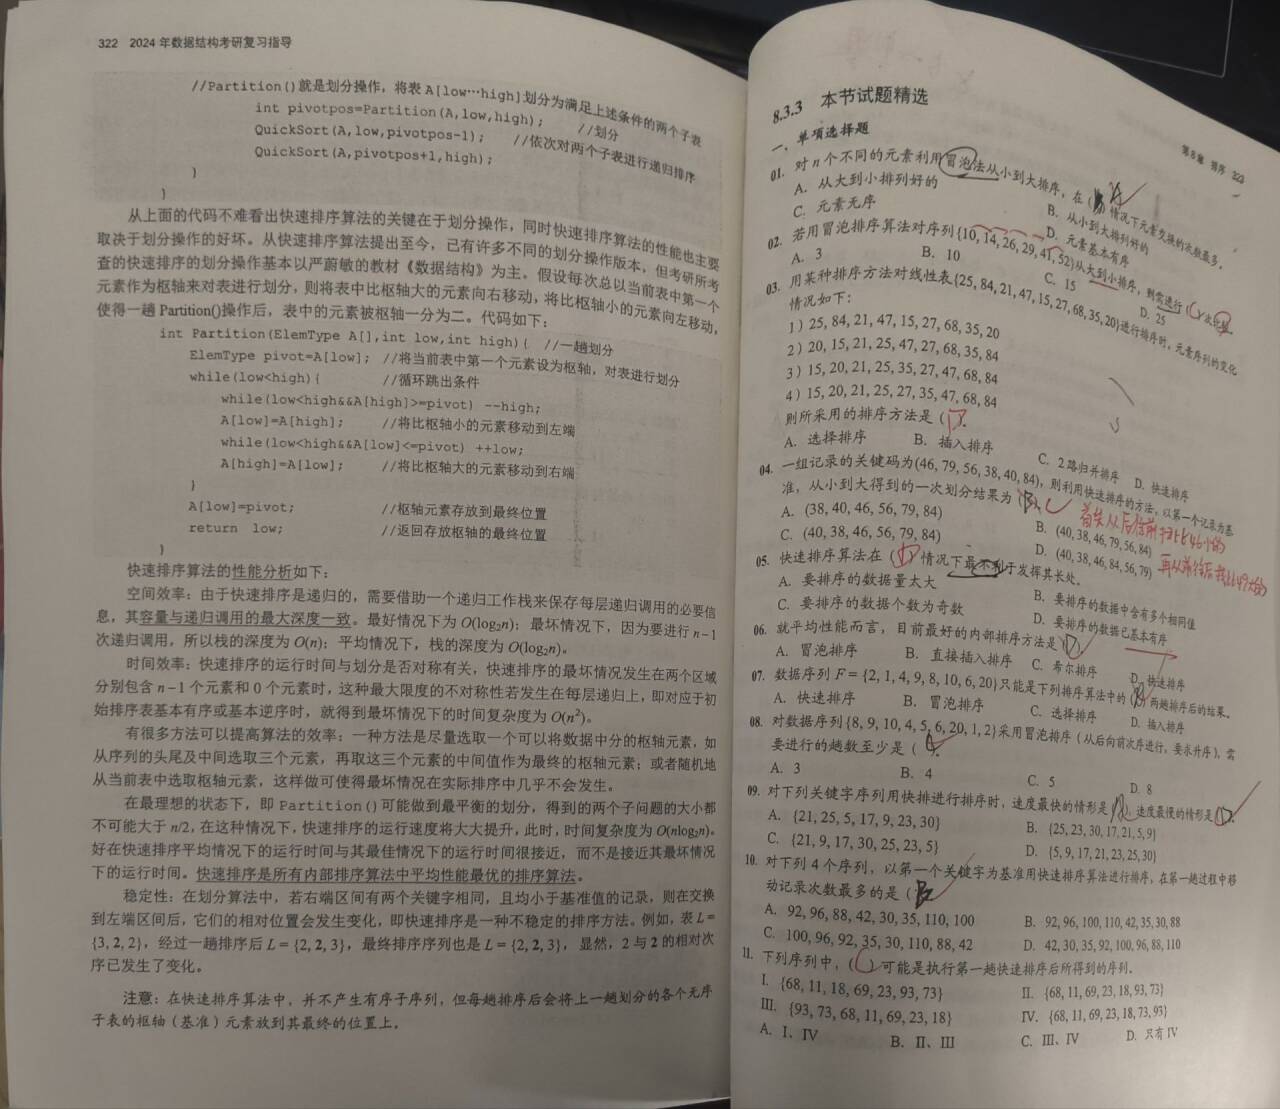 322 2024 年数据结构考研复习指导
//Partition()就是划分操作，将表 A[low…high]划分为满足上述条件的两个子表
int pivotpos=Partition(A,low,high); //划分
QuickSort(A,low,pivotpos-1); //依次对两个子表进行递归排序
QuickSort(A,pivotpos+1,high);
}
}
从上面的代码不难看出快速排序算法的关键在于划分操作，同时快速排序算法的性能也主要
取决于划分操作的好坏。从快速排序算法提出至今，已有许多不同的划分操作版本，但考研所考
查的快速排序的划分操作基本以严蔚敏的教材《数据结构》为主。假设每次总以当前表中第一个
元素作为枢轴来对表进行划分，则将表中比枢轴大的元素向右移动，将比枢轴小的元素向左移动，
使得一趟 Partition()操作后，表中的元素被枢轴一分为二。代码如下：
int Partition(ElemType A[],int low,int high){ //一趟划分
ElemType pivot=A[low]; //将当前表中第一个元素设为枢轴，对表进行划分
while(low<high){ //循环跳出条件
while(low<high&&A[high]>=pivot) --high;
A[low]=A[high]; //将比枢轴小的元素移动到左端
while(low<high&&A[low]<=pivot) ++low;
A[high]=A[low]; //将比枢轴大的元素移动到右端
}
A[low]=pivot; //枢轴元素存放到最终位置
return low; //返回存放枢轴的最终位置
}
快速排序算法的性能分析如下：
空间效率：由于快速排序是递归的，需要借助一个递归工作栈来保存每层递归调用的必要信
息，其容量与递归调用的最大深度一致。最好情况下为 O(log₂n)；最坏情况下，因为要进行 n−1
次递归调用，所以栈的深度为 O(n)；平均情况下，栈的深度为 O(log₂n)。
时间效率：快速排序的运行时间与划分是否对称有关，快速排序的最坏情况发生在两个区域
分别包含 n−1 个元素和 0 个元素时，这种最大限度的不对称性若发生在每层递归上，即对应于初
始排序表基本有序或基本逆序时，就得到最坏情况下的时间复杂度为 O(n²)。
有很多方法可以提高算法的效率：一种方法是尽量选取一个可以将数据中分的枢轴元素，如
从序列的头尾及中间选取三个元素，再取这三个元素的中间值作为最终的枢轴元素；或者随机地
从当前表中选取枢轴元素，这样做可使得最坏情况在实际排序中几乎不会发生。
在最理想的状态下，即 Partition()可能做到最平衡的划分，得到的两个子问题的大小都
不可能大于 n/2，在这种情况下，快速排序的运行速度将大大提升，此时，时间复杂度为 O(nlog₂n)。
好在快速排序平均情况下的运行时间与其最佳情况下的运行时间很接近，而不是接近其最坏情况
下的运行时间。快速排序是所有内部排序算法中平均性能最优的排序算法。
稳定性：在划分算法中，若右端区间有两个关键字相同，且均小于基准值的记录，则在交换
到左端区间后，它们的相对位置会发生变化，即快速排序是一种不稳定的排序方法。例如，表 L =
{3, 2, 2}，经过一趟排序后 L = {2, 2, 3}，最终排序序列也是 L = {2, 2, 3}，显然，2 与 2 的相对次
序已发生了变化。
注意：在快速排序算法中，并不产生有序子序列，但每趟排序后会将上一趟划分的各个无序
子表的枢轴（基准）元素放到其最终的位置上。
第8章 排序 323
8.3.3 本节试题精选
一、单项选择题
01. 对 n 个不同的元素利用冒泡法从小到大排序，在（A）情况下元素交换的次数最多。
A. 从大到小排列好的 B. 从小到大排列好的
C. 元素无序 D. 元素基本有序
02. 若用冒泡排序算法对序列{10, 14, 26, 29, 41, 52}从大到小排序，则需进行（C）次比较
A. 3 B. 10 C. 15 D. 25
03. 用某种排序方法对线性表{25, 84, 21, 47, 15, 27, 68, 35, 20}进行排序时，元素序列的变化
情况如下：
1）25, 84, 21, 47, 15, 27, 68, 35, 20
2）20, 15, 21, 25, 47, 27, 68, 35, 84
3）15, 20, 21, 25, 35, 27, 47, 68, 84
4）15, 20, 21, 25, 27, 35, 47, 68, 84
则所采用的排序方法是（D）
A. 选择排序 B. 插入排序 C. 2路归并排序 D. 快速排序
04. 一组记录的关键码为(46, 79, 56, 38, 40, 84)，则利用快速排序的方法，以第一个记录为基
准，从小到大得到的一次划分结果为（ C
A. (38, 40, 46, 56, 79, 84) B. (40, 38, 46, 79, 56, 84)
C. (40, 38, 46, 56, 79, 84) D. (40, 38, 46, 84, 56, 79)
首先从后往前找比46小的
再从前往后找比46大的
05. 快速排序算法在（D）情况下最不利于发挥其长处。
A. 要排序的数据量太大 B. 要排序的数据中含有多个相同值
C. 要排序的数据个数为奇数 D. 要排序的数据已基本有序
06. 就平均性能而言，目前最好的内部排序方法是（D）
A. 冒泡排序 B. 直接插入排序 C. 希尔排序 D. 快速排序
07. 数据序列 F = {2, 1, 4, 9, 8, 10, 6, 20}只能是下列排序算法中的（A）两趟排序后的结果。
A. 快速排序 B. 冒泡排序 C. 选择排序 D. 插入排序
08. 对数据序列{8, 9, 10, 4, 5, 6, 20, 1, 2}采用冒泡排序（从后向前次序进行，要求升序），需
要进行的趟数至少是（
A. 3 B. 4 C. 5 D. 8
09. 对下列关键字序列用快排进行排序时，速度最快的情形是（A），速度最慢的情形是（D）。
A. {21, 25, 5, 17, 9, 23, 30} B. {25, 23, 30, 17, 21, 5, 9}
C. {21, 9, 17, 30, 25, 23, 5} D. {5, 9, 17, 21, 23, 25, 30}
10. 对下列 4 个序列，以第一个关键字为基准用快速排序算法进行排序，在第一趟过程中移
动记录次数最多的是（B
A. 92, 96, 88, 42, 30, 35, 110, 100 B. 92, 96, 100, 110, 42, 35, 30, 88
C. 100, 96, 92, 35, 30, 110, 88, 42 D. 42, 30, 35, 92, 100, 96, 88, 110
11. 下列序列中，（C）可能是执行第一趟快速排序后所得到的序列。
I. {68, 11, 18, 69, 23, 93, 73} II. {68, 11, 69, 23, 18, 93, 73}
III. {93, 73, 68, 11, 69, 23, 18} IV. {68, 11, 69, 23, 18, 73, 93}
A. I、IV B. II、III C. III、IV D. 只有 IV